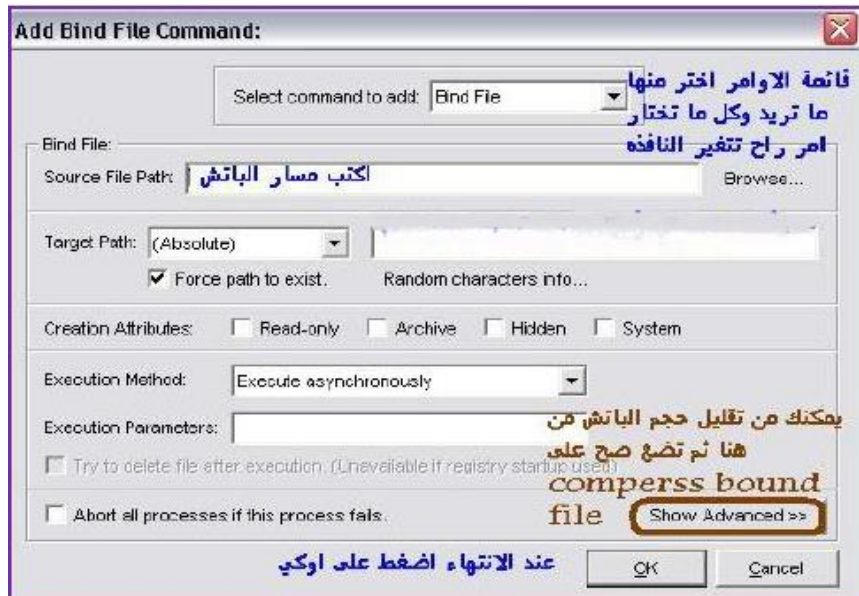 Add Bind File Command:
Select command to add: Bind File
قائمة الاوامر اختر منها
ما تريد وكل ما تختار
امر راح تتغير النافذه
Bind File:
Source File Path: اكتب مسار الباتش Browse...
Target Path: (Absolute)
Force path to exist. Random characters info...
Creation Attributes: Read-only Archive Hidden System
Execution Method: Execute asynchronously
Execution Parameters:
يمكنك من تقليل حجم الباتش من
هنا ثم تضع صح على
comperss bound
file
Try to delete file after execution. (Unavailable if registry startup used)
Abort all processes if this process fails. Show Advanced >>
عند الانتهاء اضغط على اوكي
OK Cancel